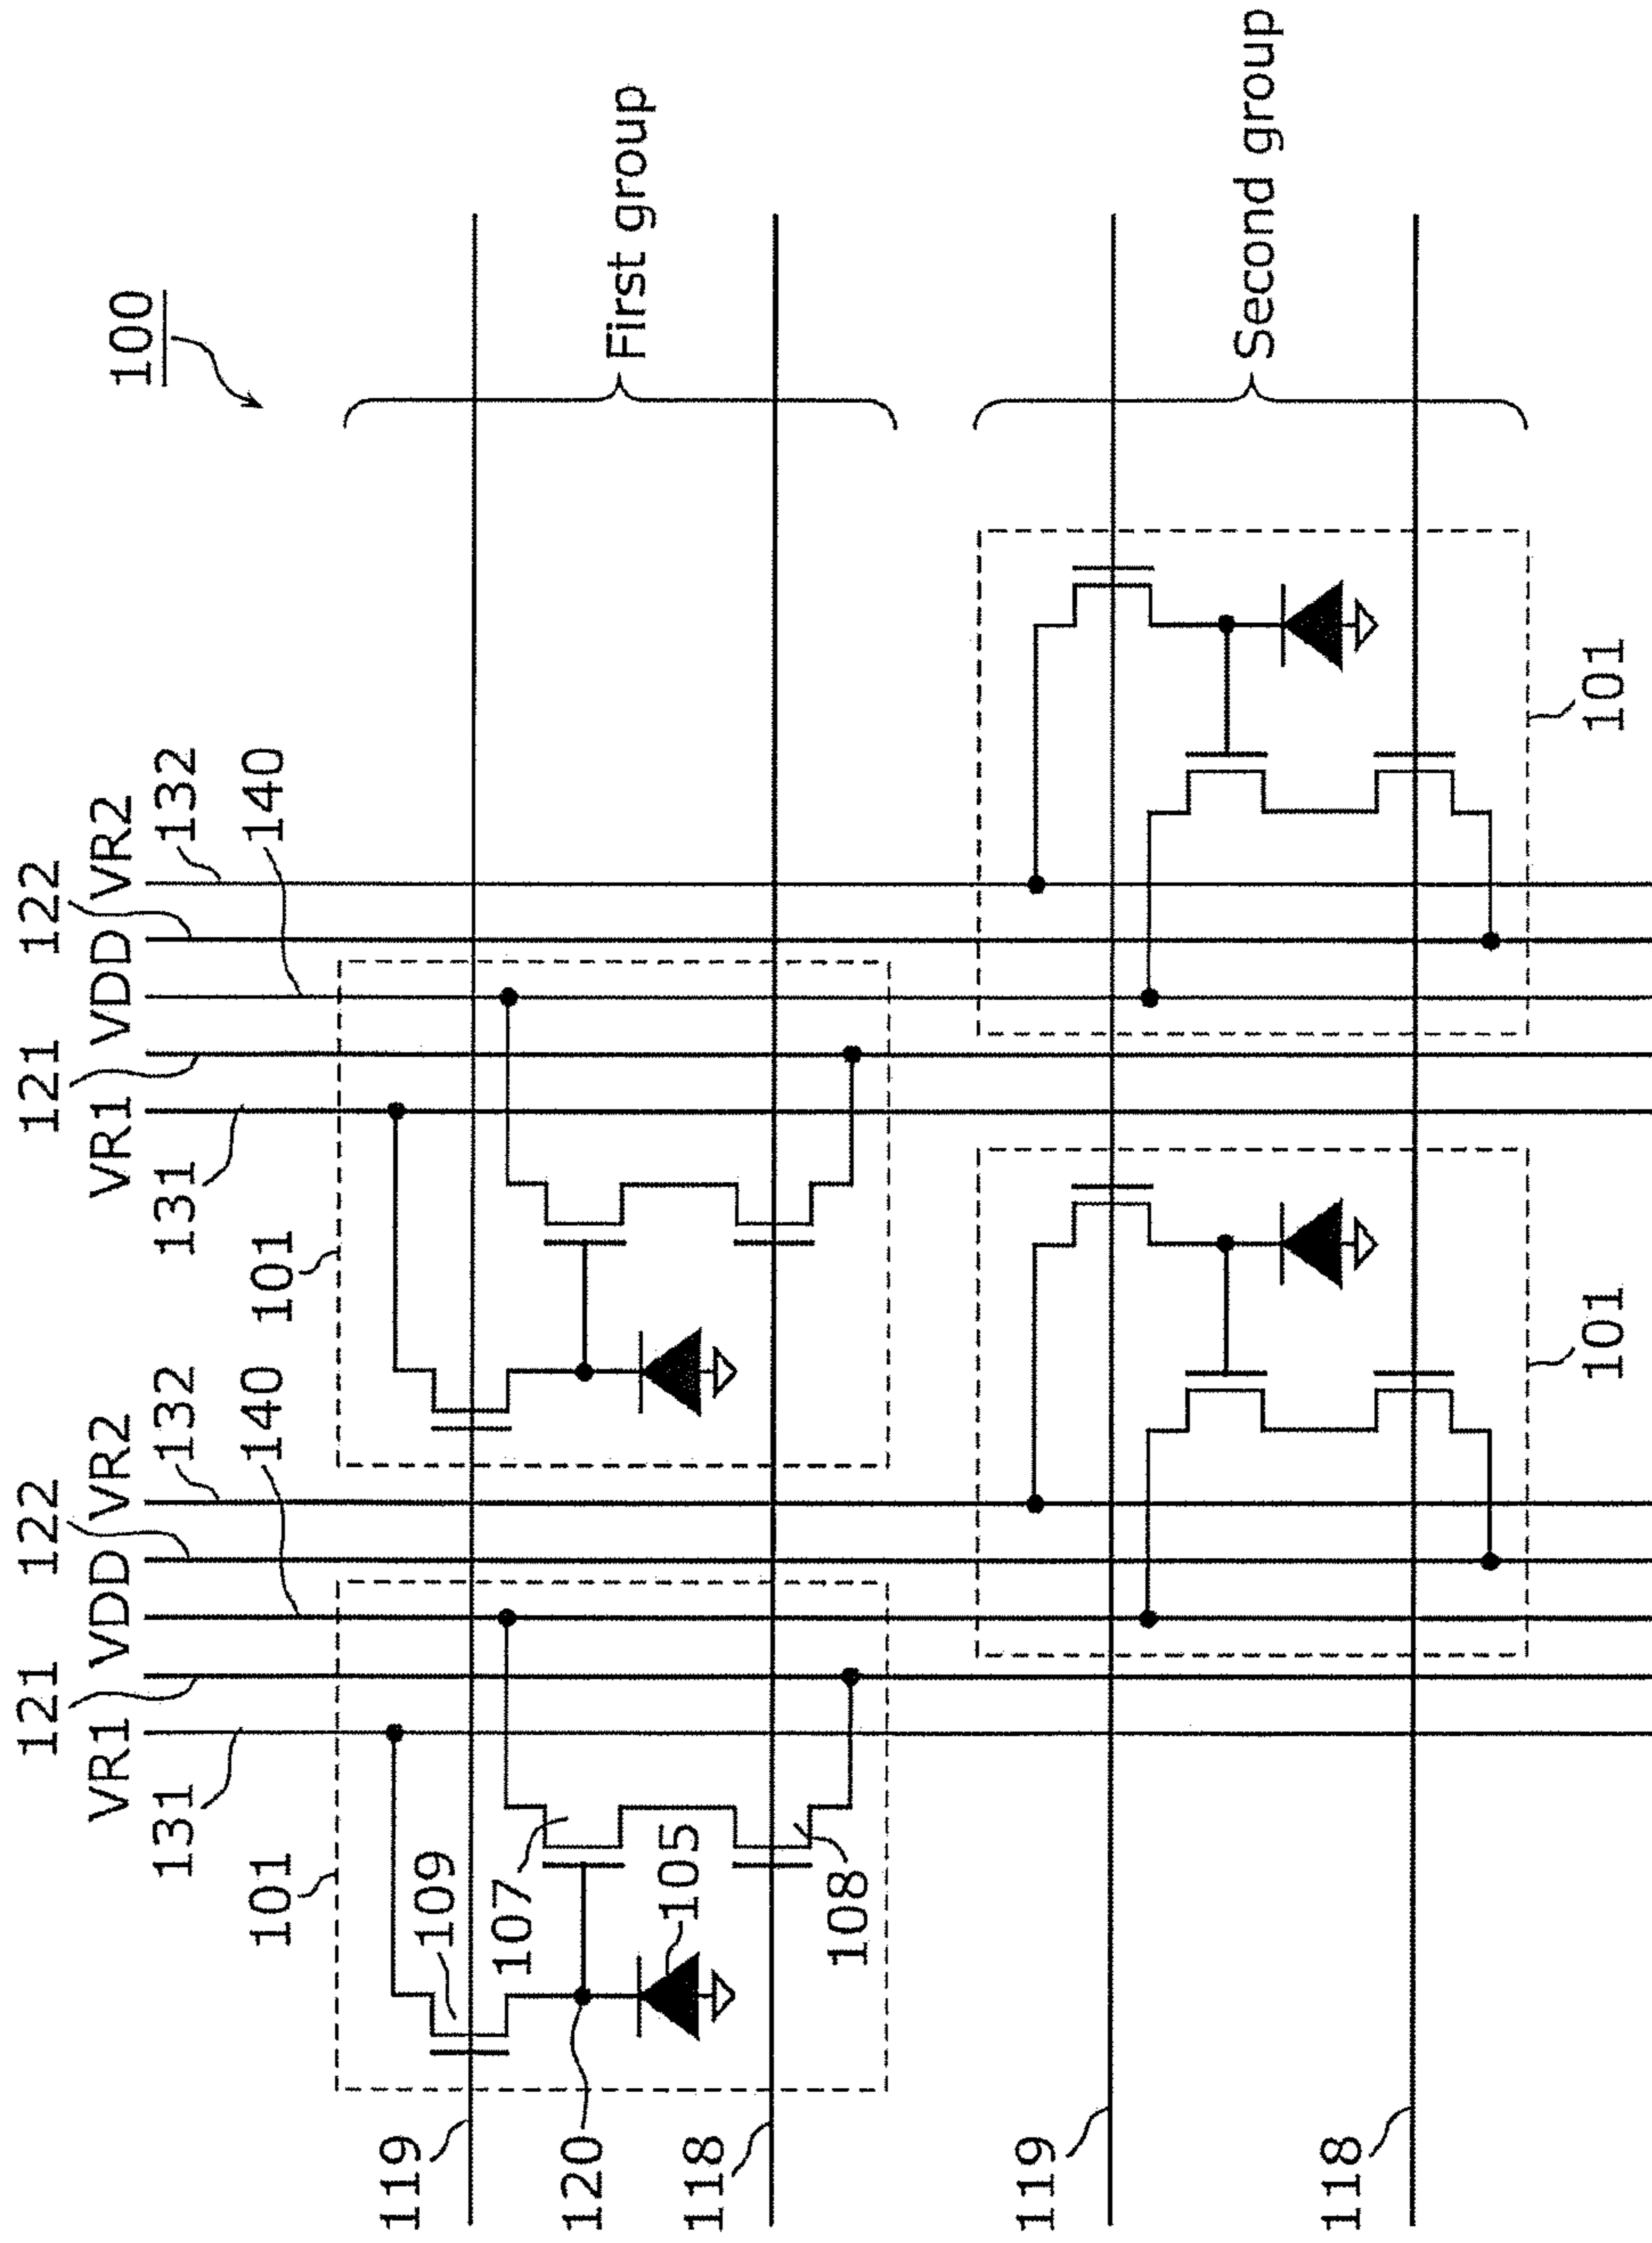 121 122 121 122
VR1 VDD VR2 VR1 VDD VR2
100
131 132 131 132
101 140 101 140
119
109
107
120
First group
105
118
108
119
Second group
118
101 101